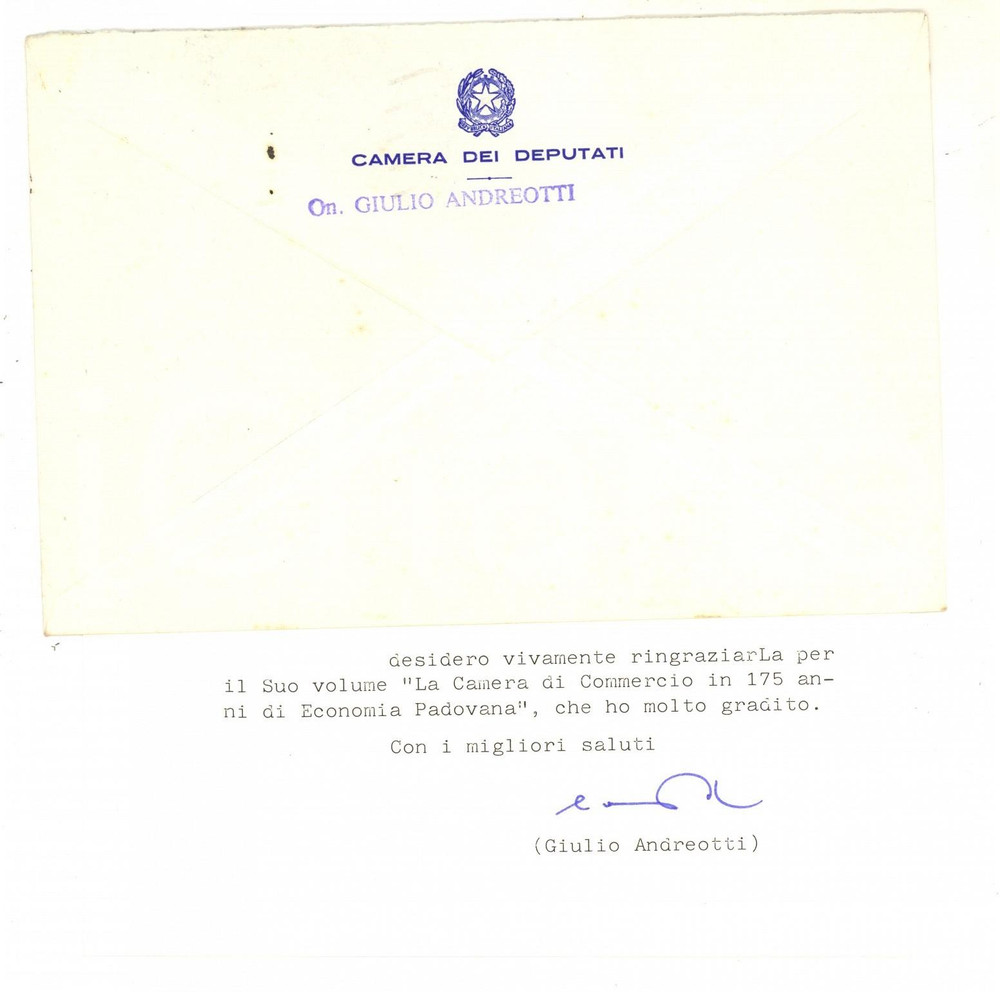 CAMERA DEI DEPUTATI
On. GIULIO ANDREOTTI
desidero vivamente ringraziarLa per
il Suo volume "La Camera di Commercio in 175 an-
ni di Economia Padovana", che ho molto gradito.
Con i migliori saluti
(Giulio Andreotti)